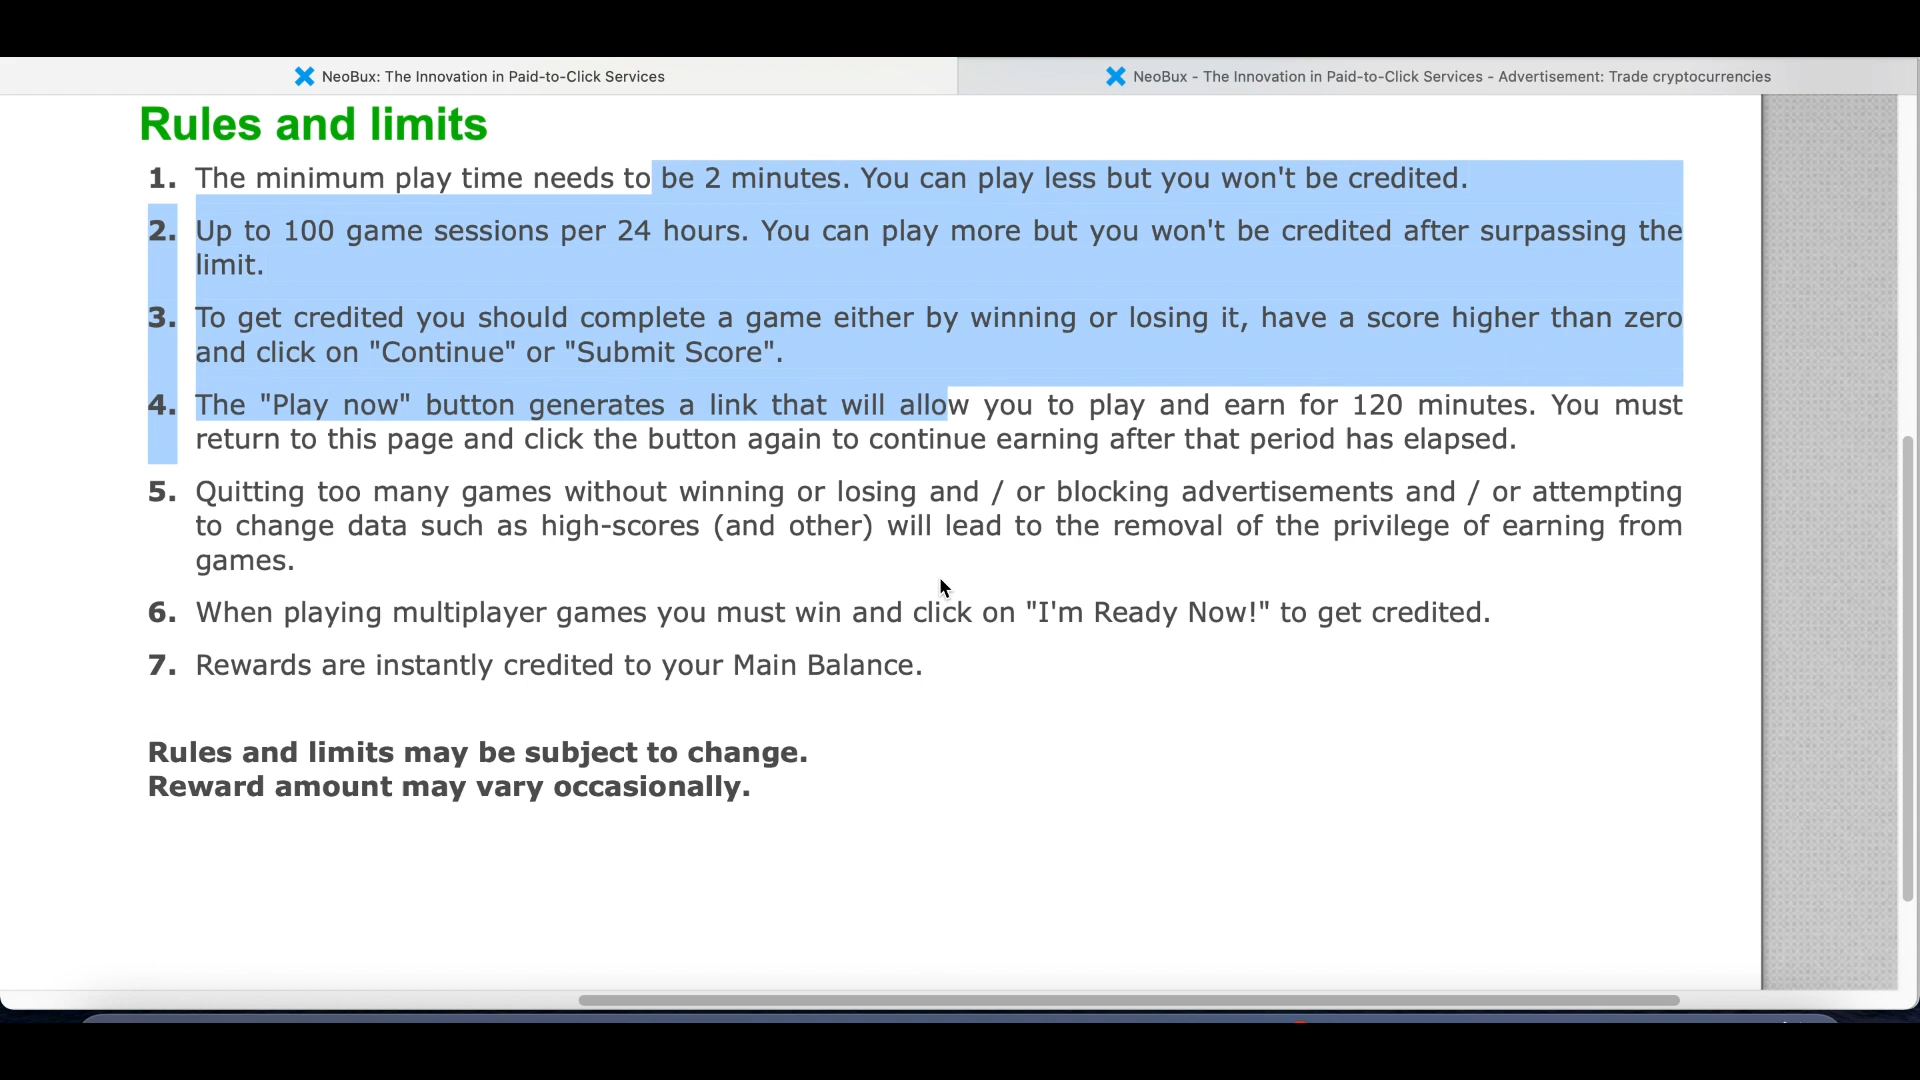 NeoBux: The Innovation in Paid-to-Click Services
NeoBux - The Innovation in Paid-to-Click Services - Advertisement: Trade cryptocurrencies
Rules and limits
1. The minimum play time needs to be 2 minutes. You can play less but you won't be credited.
2. Up to 100 game sessions per 24 hours. You can play more but you won't be credited after surpassing the
limit.
3. To get credited you should complete a game either by winning or losing it, have a score higher than zero
and click on "Continue" or "Submit Score".
4. The "Play now" button generates a link that will allow you to play and earn for 120 minutes. You must
return to this page and click the button again to continue earning after that period has elapsed.
5. Quitting too many games without winning or losing and / or blocking advertisements and / or attempting
to change data such as high-scores (and other) will lead to the removal of the privilege of earning from
games.
6. When playing multiplayer games you must win and click on "I'm Ready Now!" to get credited.
7. Rewards are instantly credited to your Main Balance.
Rules and limits may be subject to change.
Reward amount may vary occasionally.